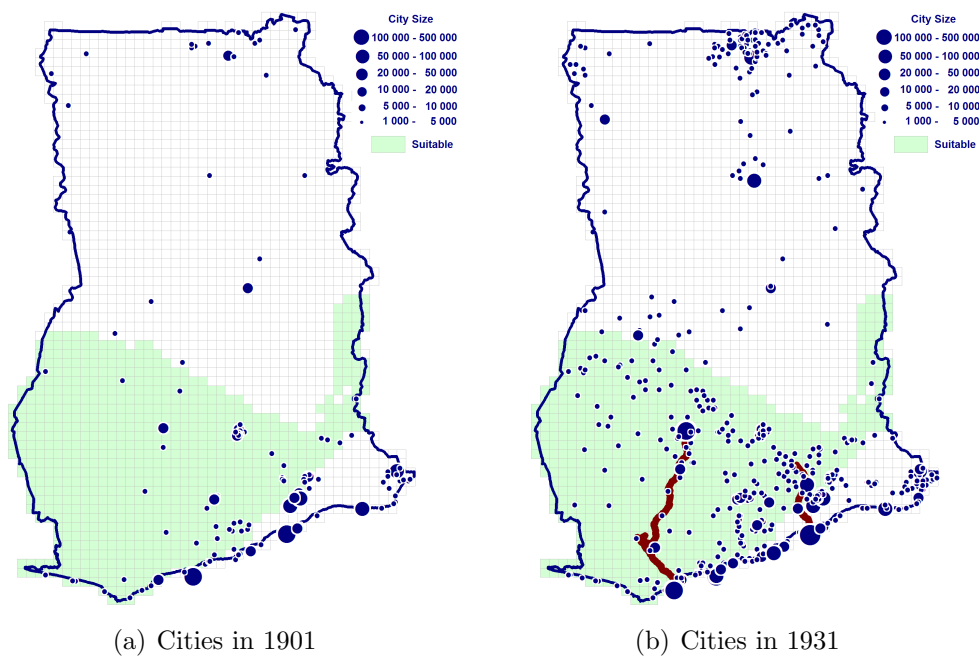 City Size
100 000 - 500 000
50 000 - 100 000
20 000 - 50 000
10 000 - 20 000
5 000 - 10 000
1 000 - 5 000
Suitable
City Size
100 000 - 500 000
50 000 - 100 000
20 000 - 50 000
10 000 - 20 000
5 000 - 10 000
1 000 - 5 000
Suitable
(a) Cities in 1901
(b) Cities in 1931